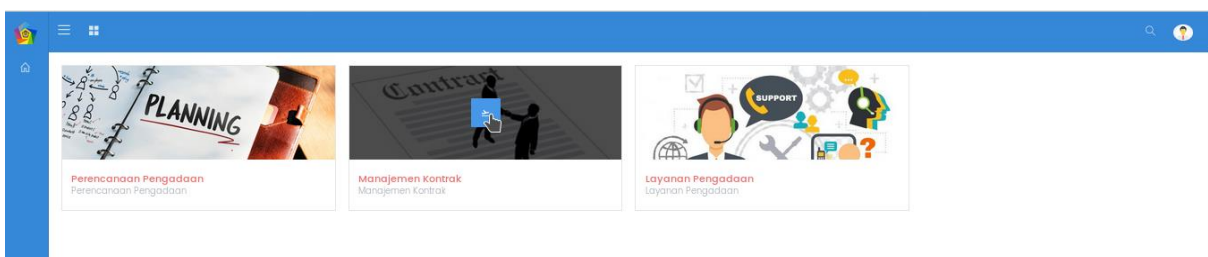 PLANNING
Perencanaan Pengadaan
Perencanaan Pengadaan
Contract
Manajemen Kontrak
Manajemen Kontrak
SUPPORT
?
Layanan Pengadaan
Layanan Pengadaan